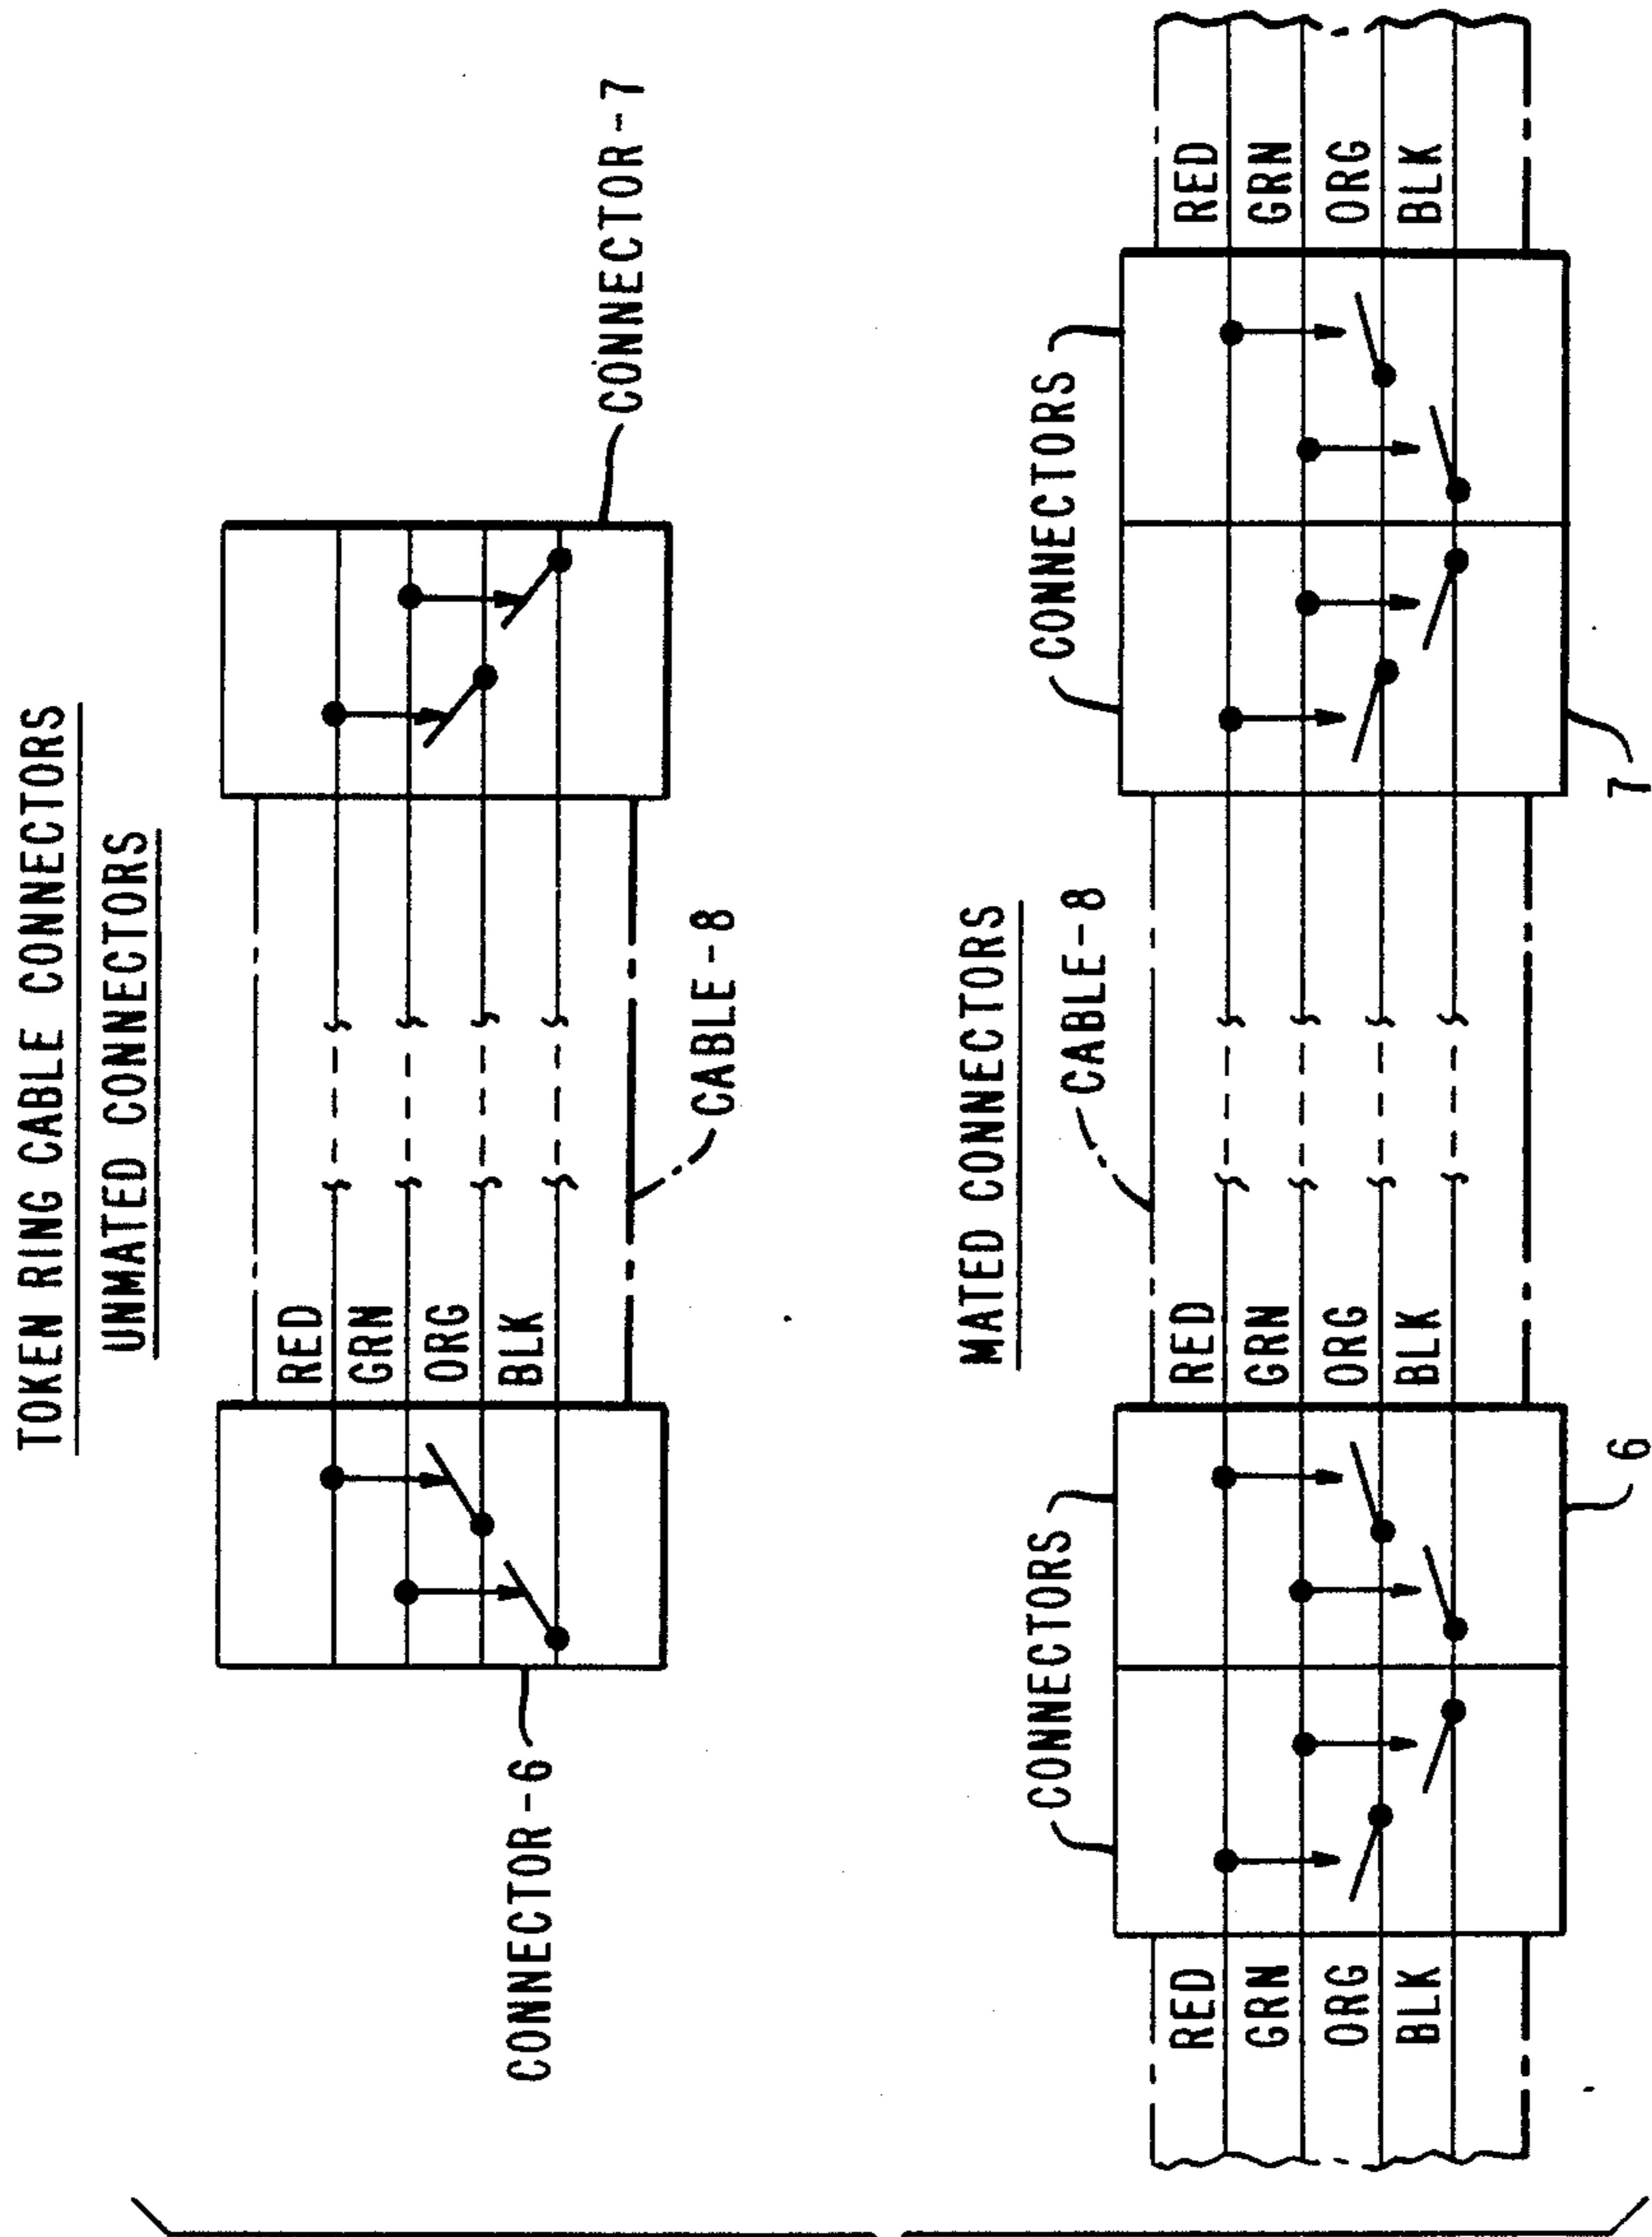 TOKEN RING CABLE CONNECTORS
UNMATED CONNECTORS
RED
GRN
ORG
BLK
CONNECTOR-6
CABLE-8
CONNECTOR-7
MATED CONNECTORS
CABLE-8
CONNECTORS
CONNECTORS
RED
GRN
ORG
BLK
RED
GRN
ORG
BLK
RED
GRN
ORG
BLK
6
7